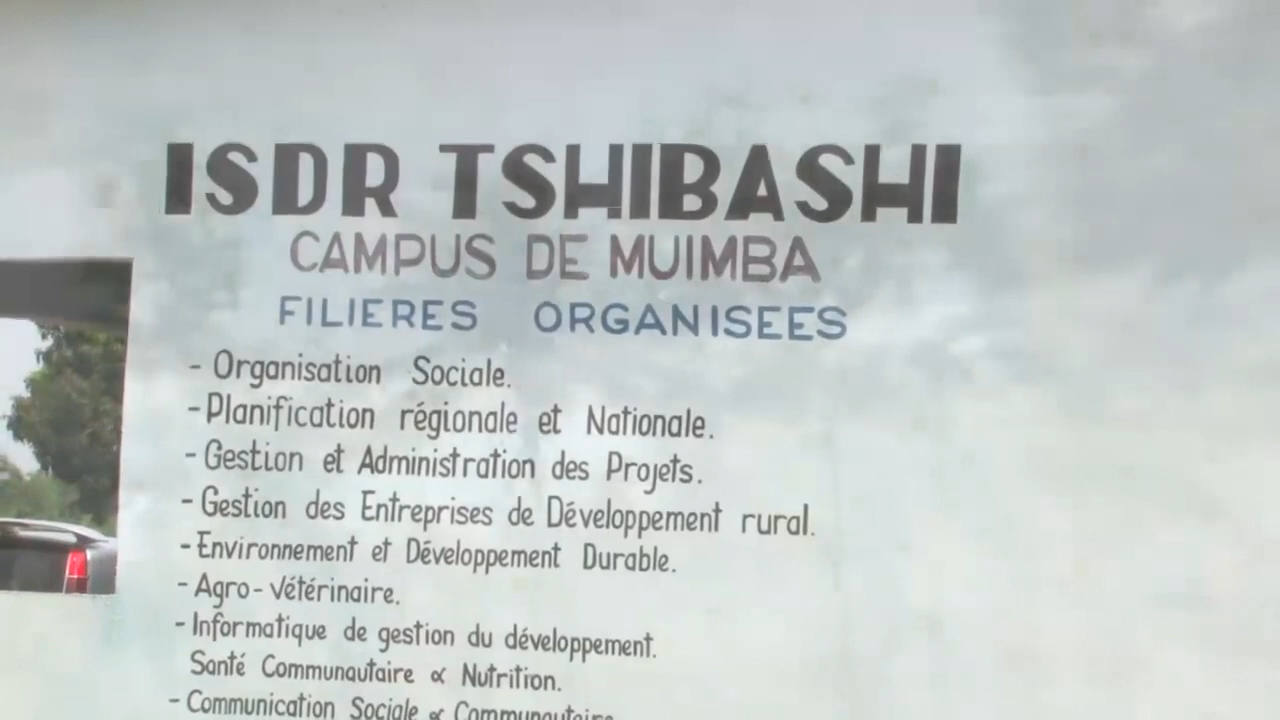 ISDR TSHIBASHI
CAMPUS DE MUIMBA
FILIERES ORGANISEES
- Organisation Sociale.
- Planification régionale et Nationale.
- Gestion et Administration des Projets.
- Gestion des Entreprises de Développement rural.
- Environnement et Développement Durable.
- Agro-Vétérinaire.
- Informatique de gestion du développement.
Santé Communautaire & Nutrition.
- Communication Sociale & Communautaire